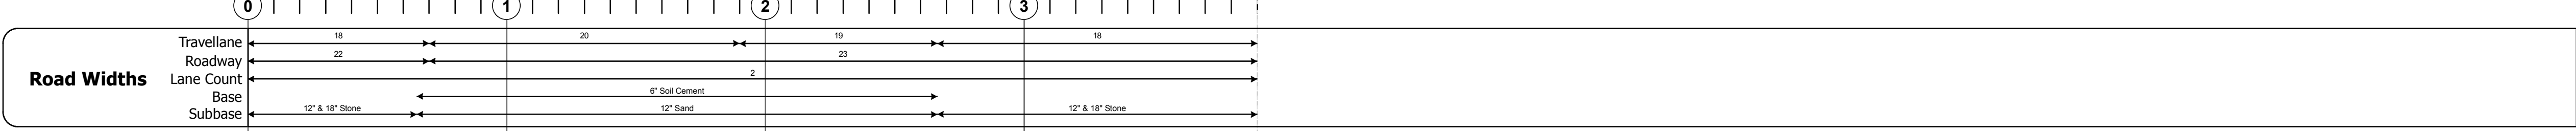 0 1 2 3
Travellane 18 20 19 18
Roadway 22 23
Road Widths
Lane Count 2
Base 6" Soil Cement
Subbase 12" & 18" Stone 12" Sand 12" & 18" Stone